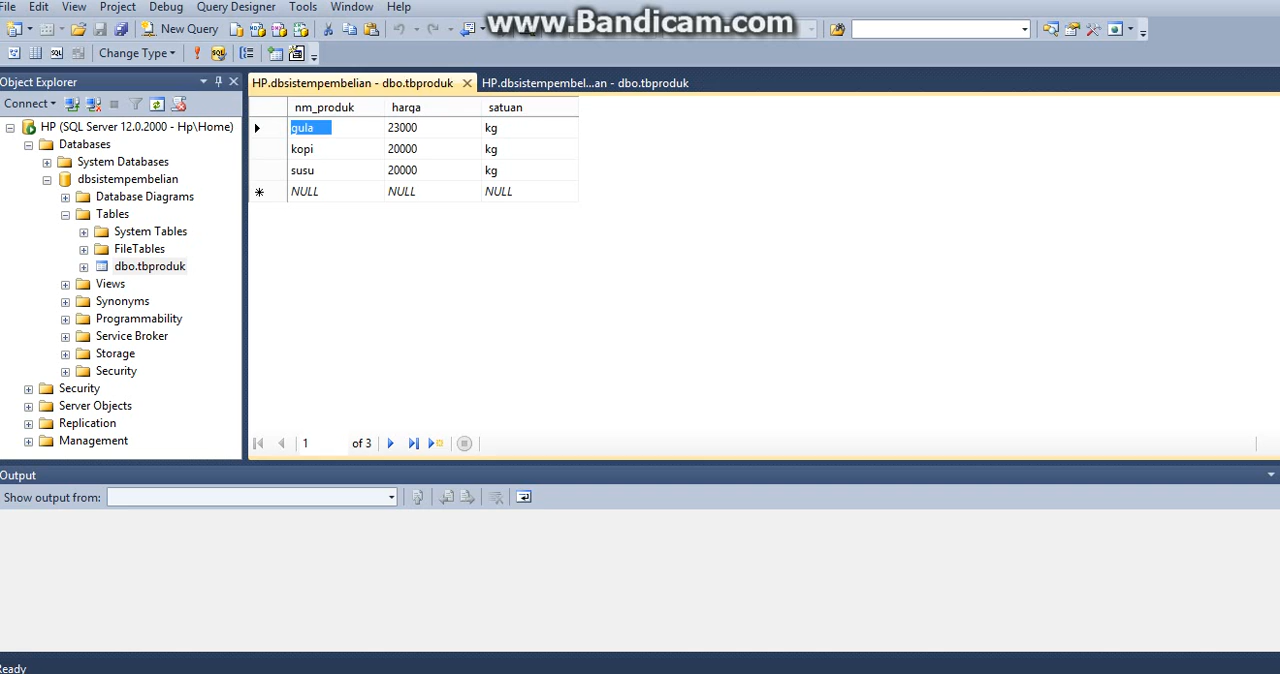 File Edit View Project Debug Query Designer Tools Window Help
www.Bandicam.com
New Query
Change Type
Object Explorer
Connect
HP (SQL Server 12.0.2000 - Hp\Home)
Databases
System Databases
dbsistempembelian
Database Diagrams
Tables
System Tables
FileTables
dbo.tbproduk
Views
Synonyms
Programmability
Service Broker
Storage
Security
Security
Server Objects
Replication
Management
HP.dbsistempembelian - dbo.tbproduk HP.dbsistempembel...an - dbo.tbproduk
nm_produk harga satuan
gula 23000 kg
kopi 20000 kg
susu 20000 kg
NULL NULL NULL
1 of 3
Output
Show output from:
Ready